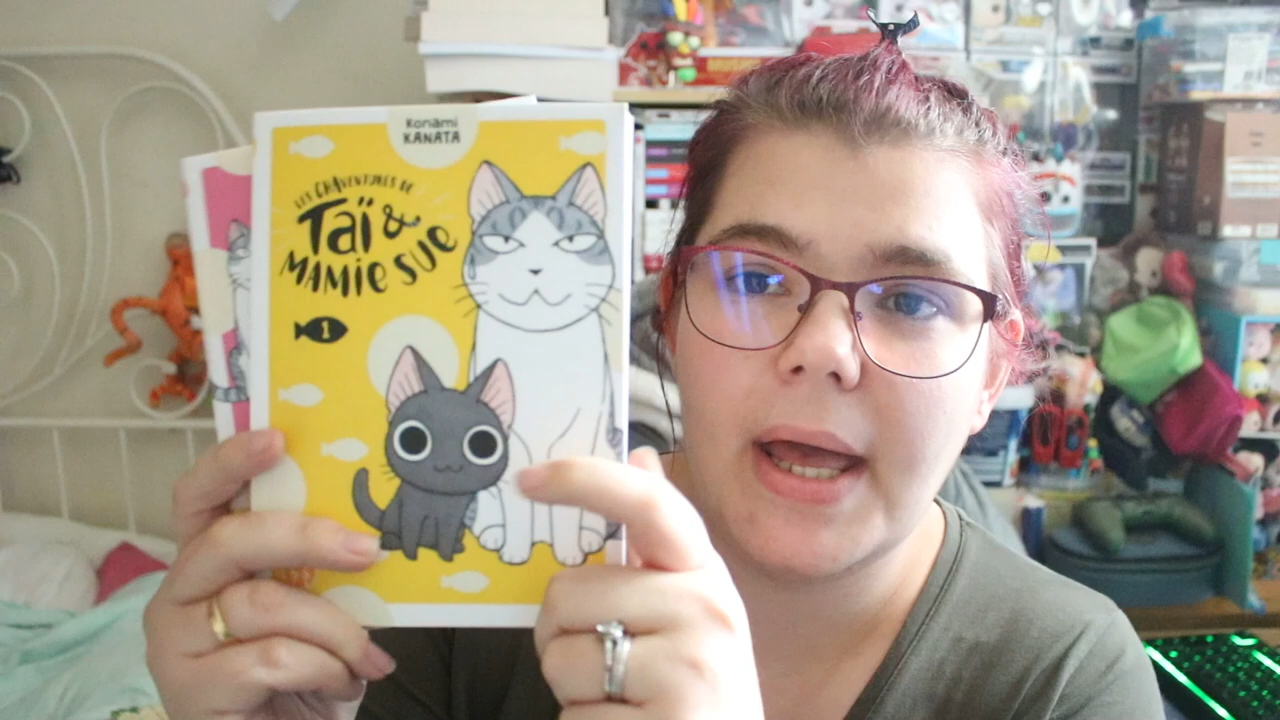 Konami
KANATA
LES CHAVENTURES DE
Taï &
MAMIE SUE
1